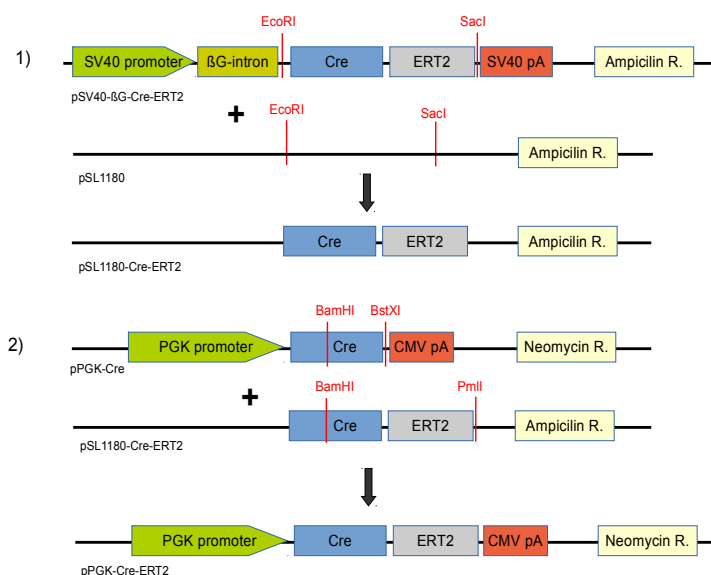 EcoRI SacI
1)
SV40 promoter ßG-intron Cre ERT2 SV40 pA Ampicilin R.
pSV40-ßG-Cre-ERT2
+ EcoRI SacI
Ampicilin R.
pSL1180
Cre ERT2 Ampicilin R.
pSL1180-Cre-ERT2
BamHI BstXI
2)
PGK promoter Cre CMV pA Neomycin R.
pPGK-Cre
+ BamHI PmlI
Cre ERT2 Ampicilin R.
pSL1180-Cre-ERT2
PGK promoter Cre ERT2 CMV pA Neomycin R.
pPGK-Cre-ERT2